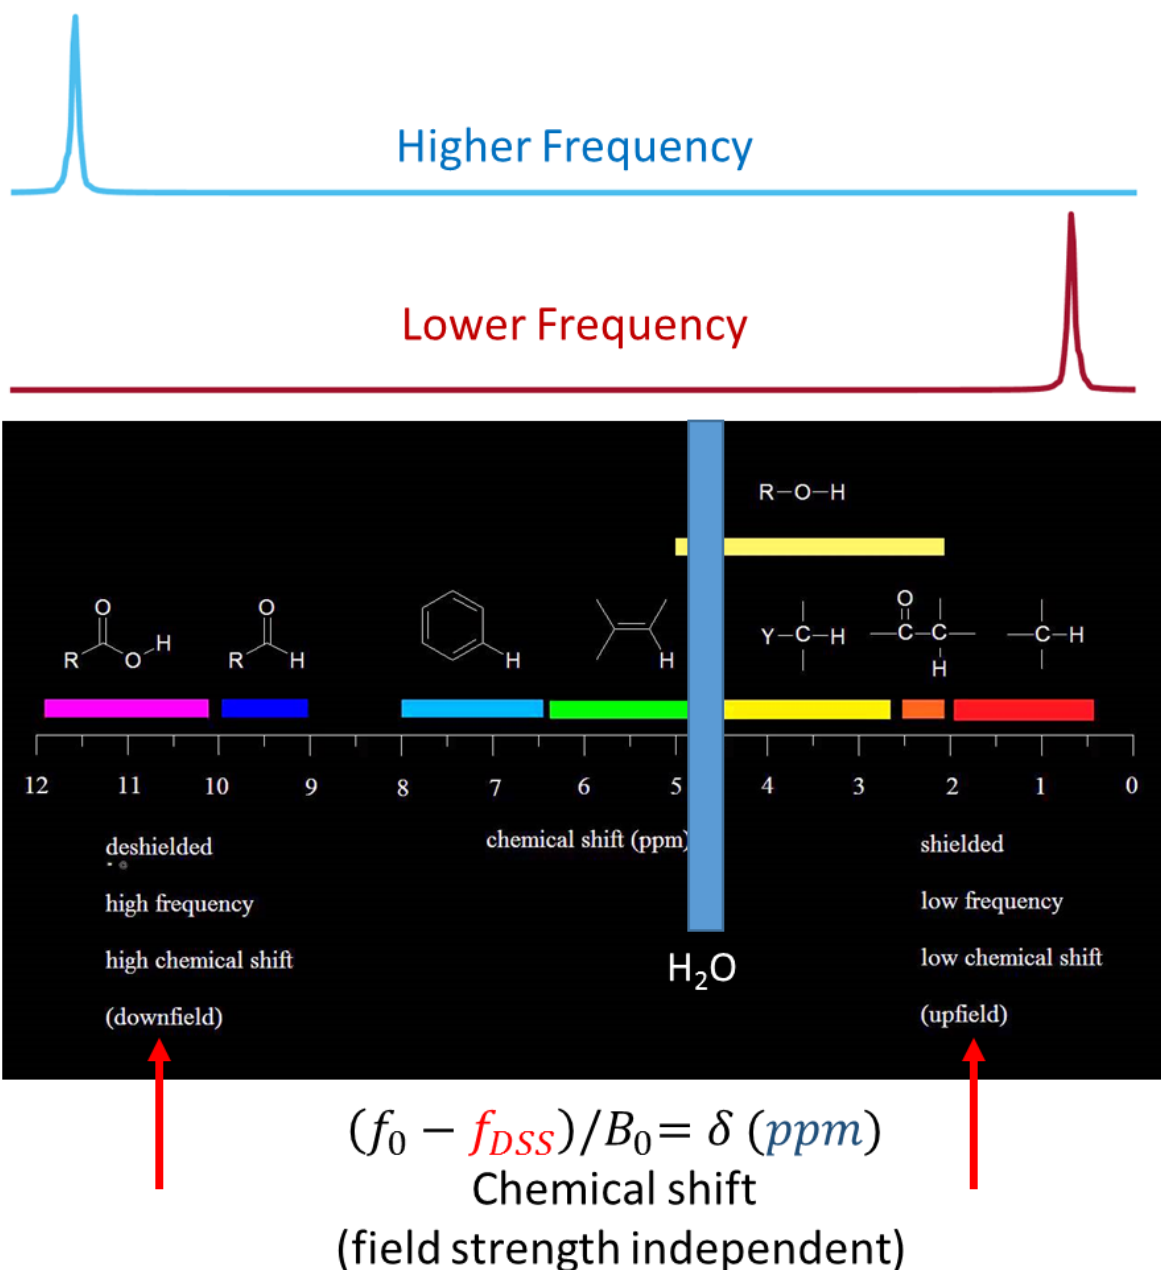 Higher Frequency
Lower Frequency
R-O-H
O
R
O
H
O
R
H
H
H
Y-C-H
O
C-C
H
C-H
12 11 10 9 8 7 6 5 4 3 2 1 0
chemical shift (ppm)
deshielded
high frequency
high chemical shift
(downfield)
shielded
low frequency
low chemical shift
(upfield)
H₂O
(f₀ − f_DSS)/B₀ = δ (ppm)
Chemical shift
(field strength independent)